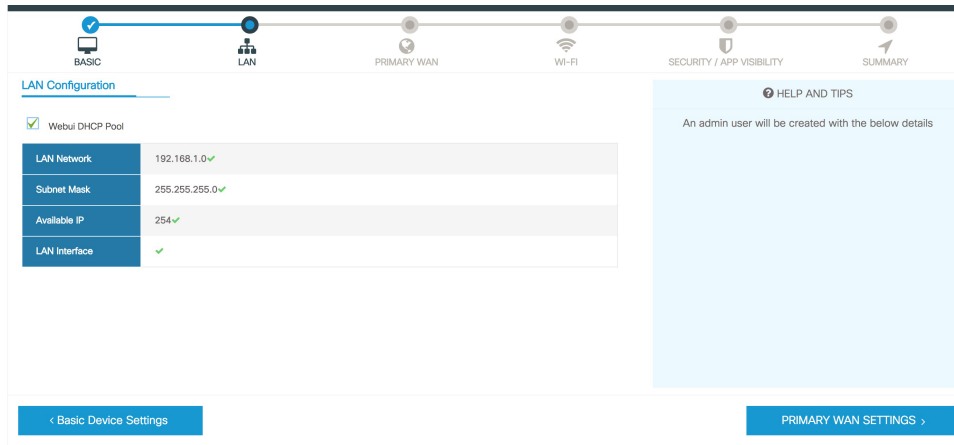 BASIC
LAN
PRIMARY WAN
WI-FI
SECURITY / APP VISIBILITY
SUMMARY
LAN Configuration
Webui DHCP Pool
LAN Network 192.168.1.0
Subnet Mask 255.255.255.0
Available IP 254
LAN Interface
HELP AND TIPS
An admin user will be created with the below details
< Basic Device Settings
PRIMARY WAN SETTINGS >